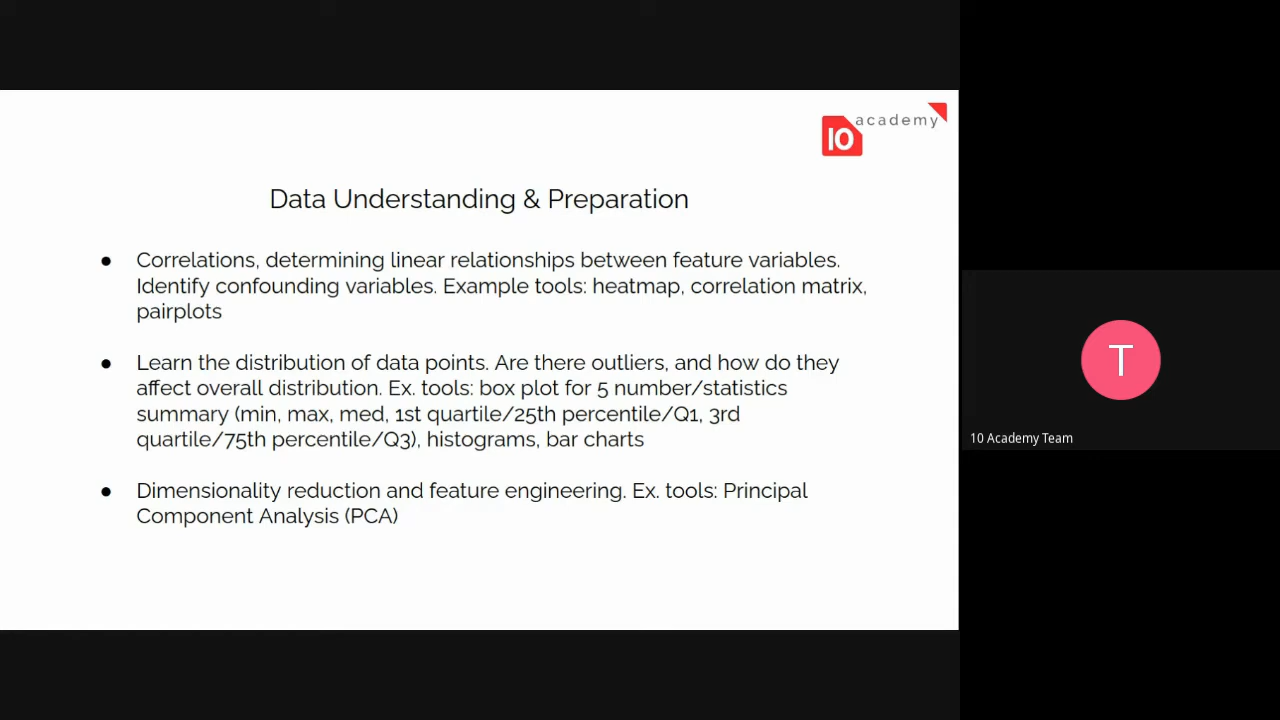 10 academy
Data Understanding & Preparation
● Correlations, determining linear relationships between feature variables.
Identify confounding variables. Example tools: heatmap, correlation matrix,
pairplots
● Learn the distribution of data points. Are there outliers, and how do they
affect overall distribution. Ex. tools: box plot for 5 number/statistics
summary (min, max, med, 1st quartile/25th percentile/Q1, 3rd
quartile/75th percentile/Q3), histograms, bar charts
● Dimensionality reduction and feature engineering. Ex. tools: Principal
Component Analysis (PCA)
T
10 Academy Team